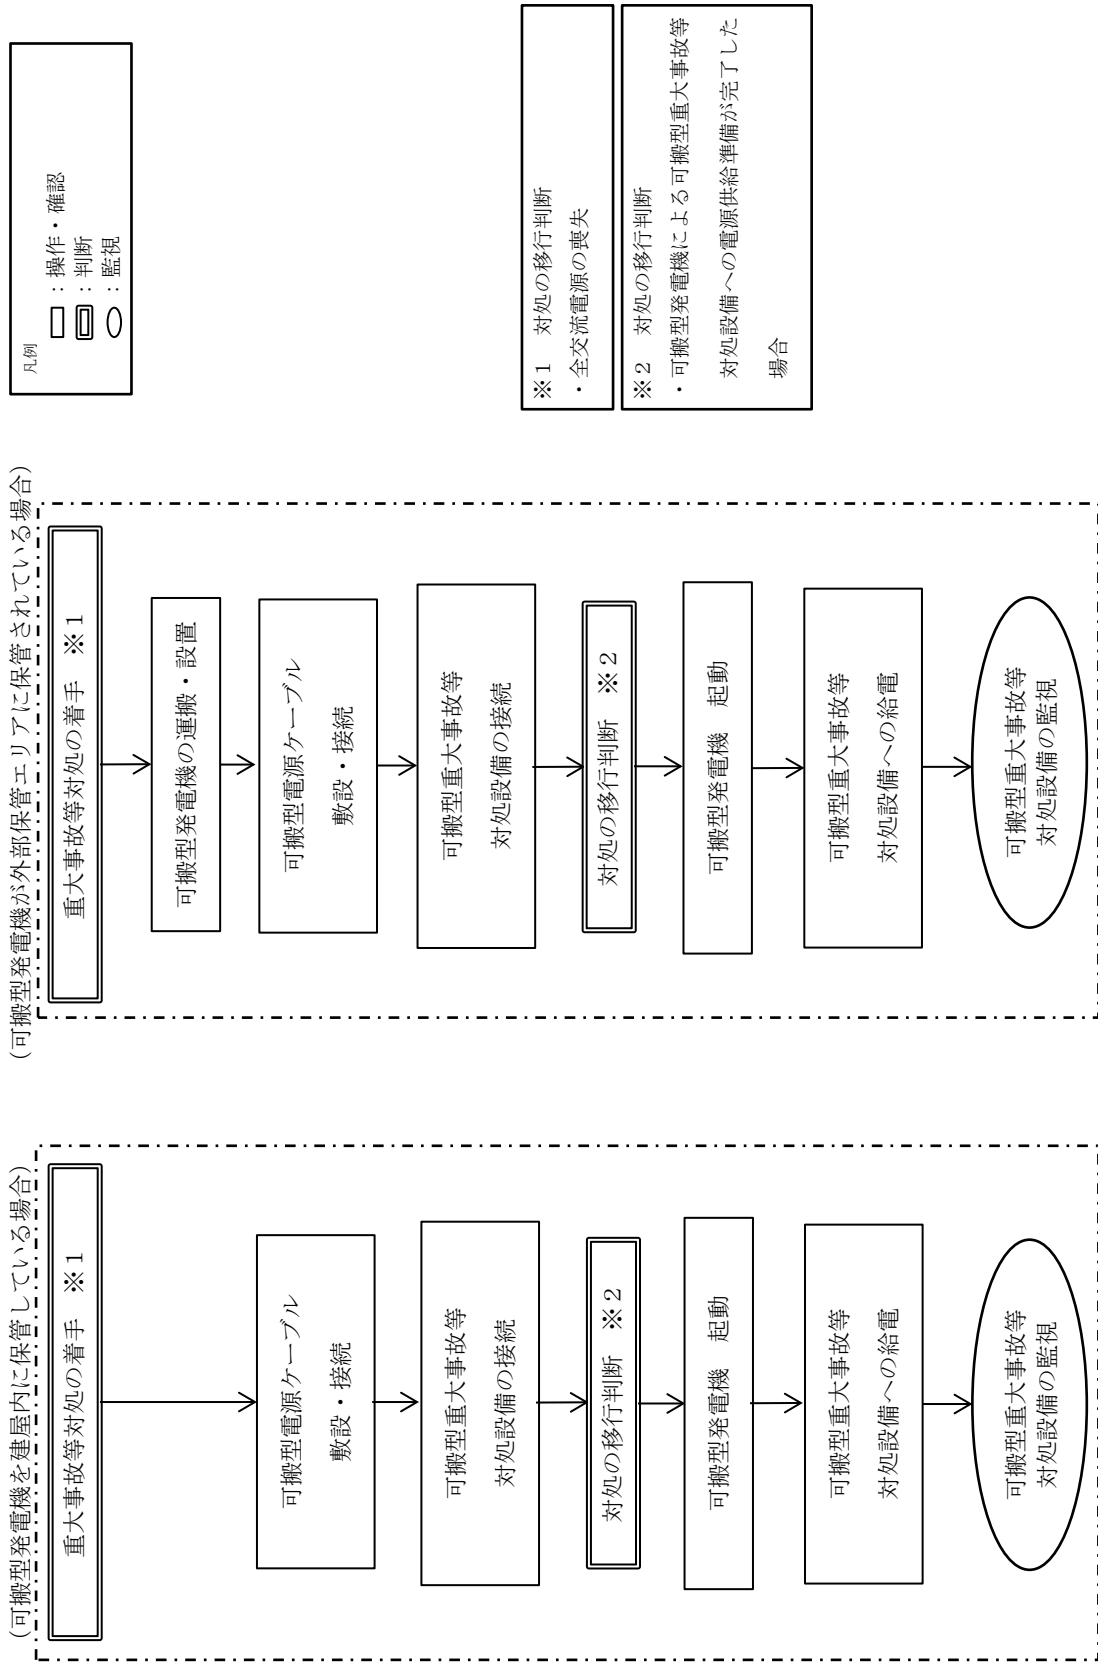 (可搬型発電機を建屋内に保管している場合)
重大事故等対処の着手　※１
可搬型電源ケーブル
敷設・接続
可搬型重大事故等
対処設備の接続
対処の移行判断　※２
可搬型発電機　起動
可搬型重大事故等
対処設備への給電
可搬型重大事故等
対処設備の監視
(可搬型発電機が外部保管エリアに保管されている場合)
重大事故等対処の着手　※１
可搬型発電機の運搬・設置
可搬型電源ケーブル
敷設・接続
可搬型重大事故等
対処設備の接続
対処の移行判断　※２
可搬型発電機　起動
可搬型重大事故等
対処設備への給電
可搬型重大事故等
対処設備の監視
凡例
：操作・確認
：判断
：監視
※１　対処の移行判断
・全交流電源の喪失
※２　対処の移行判断
・可搬型発電機による可搬型重大事故等
対処設備への電源供給準備が完了した
場合